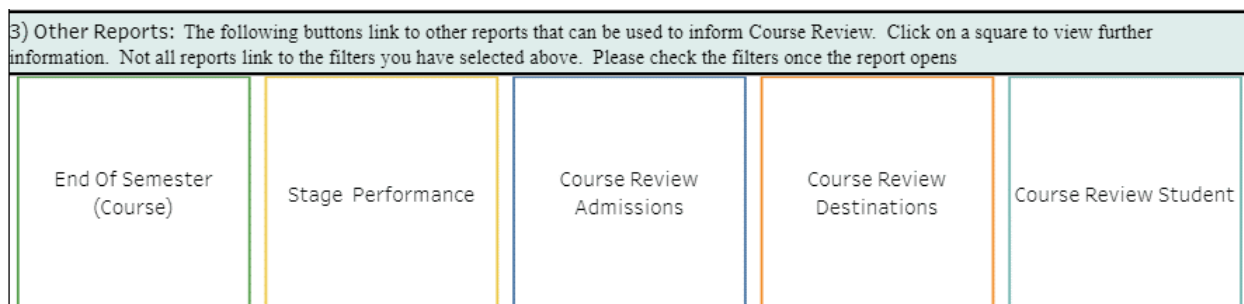 3) Other Reports: The following buttons link to other reports that can be used to inform Course Review. Click on a square to view further
information. Not all reports link to the filters you have selected above. Please check the filters once the report opens
End Of Semester
(Course)
Stage Performance
Course Review
Admissions
Course Review
Destinations
Course Review Student